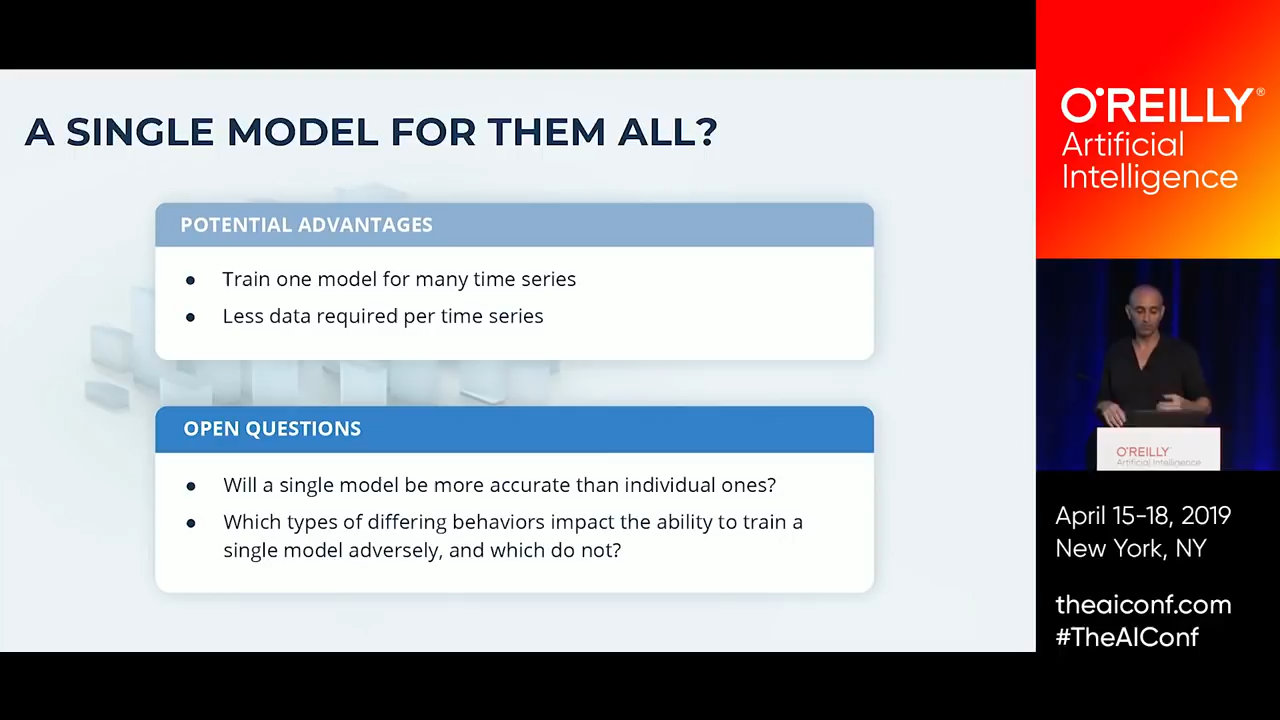 A SINGLE MODEL FOR THEM ALL?
POTENTIAL ADVANTAGES
● Train one model for many time series
● Less data required per time series
OPEN QUESTIONS
● Will a single model be more accurate than individual ones?
● Which types of differing behaviors impact the ability to train a
single model adversely, and which do not?
O'REILLY®
Artificial
Intelligence
O'REILLY
Artificial Intelligence
April 15-18, 2019
New York, NY
theaiconf.com
#TheAIConf